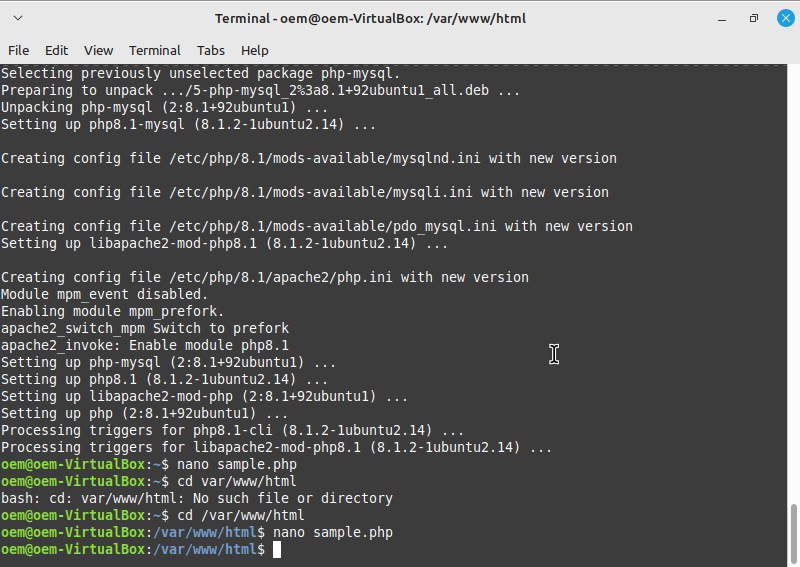 Terminal - oem@oem-VirtualBox: /var/www/html
File Edit View Terminal Tabs Help
Selecting previously unselected package php-mysql.
Preparing to unpack .../5-php-mysql_2%3a8.1+92ubuntu1_all.deb ...
Unpacking php-mysql (2:8.1+92ubuntu1) ...
Setting up php8.1-mysql (8.1.2-1ubuntu2.14) ...
Creating config file /etc/php/8.1/mods-available/mysqlnd.ini with new version
Creating config file /etc/php/8.1/mods-available/mysqli.ini with new version
Creating config file /etc/php/8.1/mods-available/pdo_mysql.ini with new version
Setting up libapache2-mod-php8.1 (8.1.2-1ubuntu2.14) ...
Creating config file /etc/php/8.1/apache2/php.ini with new version
Module mpm_event disabled.
Enabling module mpm_prefork.
apache2_switch_mpm Switch to prefork
apache2_invoke: Enable module php8.1
Setting up php-mysql (2:8.1+92ubuntu1) ...
Setting up php8.1 (8.1.2-1ubuntu2.14) ...
Setting up libapache2-mod-php (2:8.1+92ubuntu1) ...
Setting up php (2:8.1+92ubuntu1) ...
Processing triggers for php8.1-cli (8.1.2-1ubuntu2.14) ...
Processing triggers for libapache2-mod-php8.1 (8.1.2-1ubuntu2.14) ...
oem@oem-VirtualBox:~$ nano sample.php
oem@oem-VirtualBox:~$ cd var/www/html
bash: cd: var/www/html: No such file or directory
oem@oem-VirtualBox:~$ cd /var/www/html
oem@oem-VirtualBox:/var/www/html$ nano sample.php
oem@oem-VirtualBox:/var/www/html$